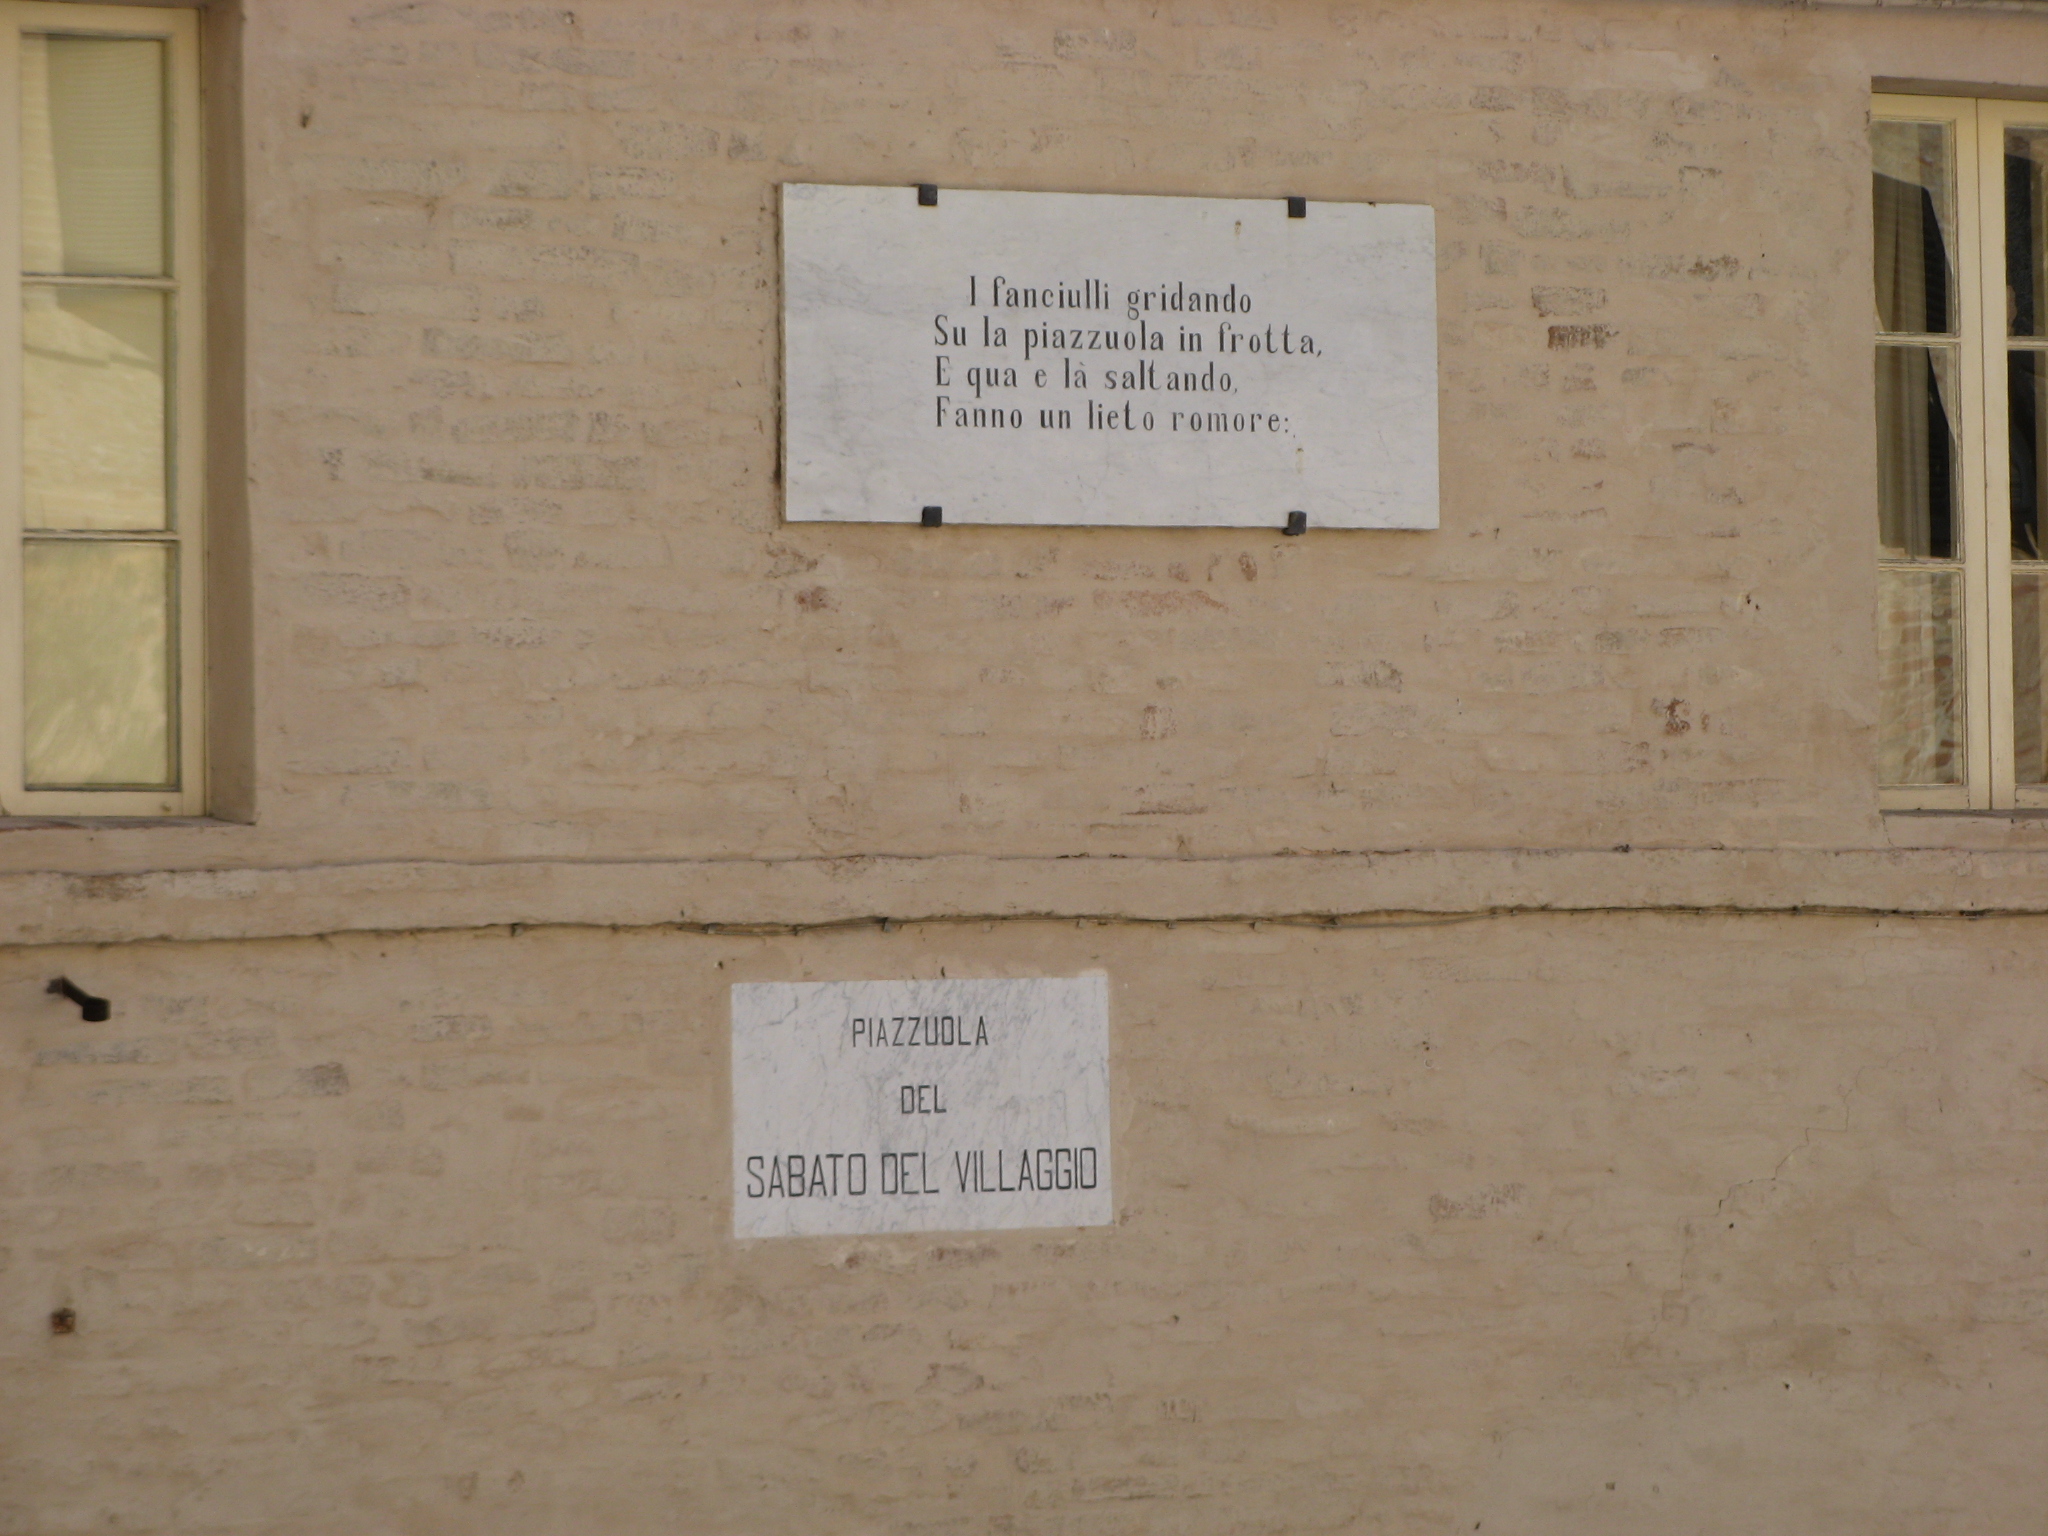 I fanciulli gridando
Su la piazzuola in frotta,
E qua e là saltando,
Fanno un lieto romore:
PIAZZUOLA
DEL
SABATO DEL VILLAGGIO